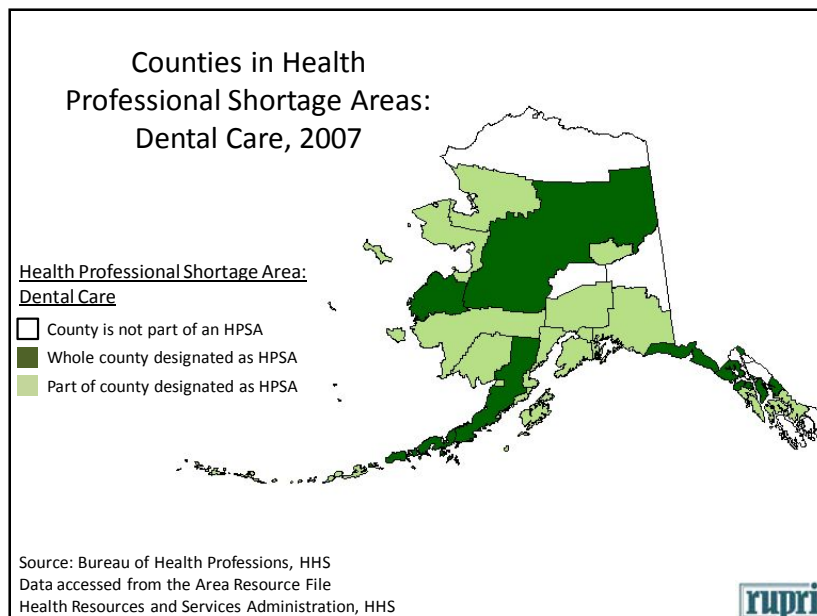 Counties in Health
Professional Shortage Areas:
Dental Care, 2007
Health Professional Shortage Area:
Dental Care
County is not part of an HPSA
Whole county designated as HPSA
Part of county designated as HPSA
Source: Bureau of Health Professions, HHS
Data accessed from the Area Resource File
Health Resources and Services Administration, HHS
rupri